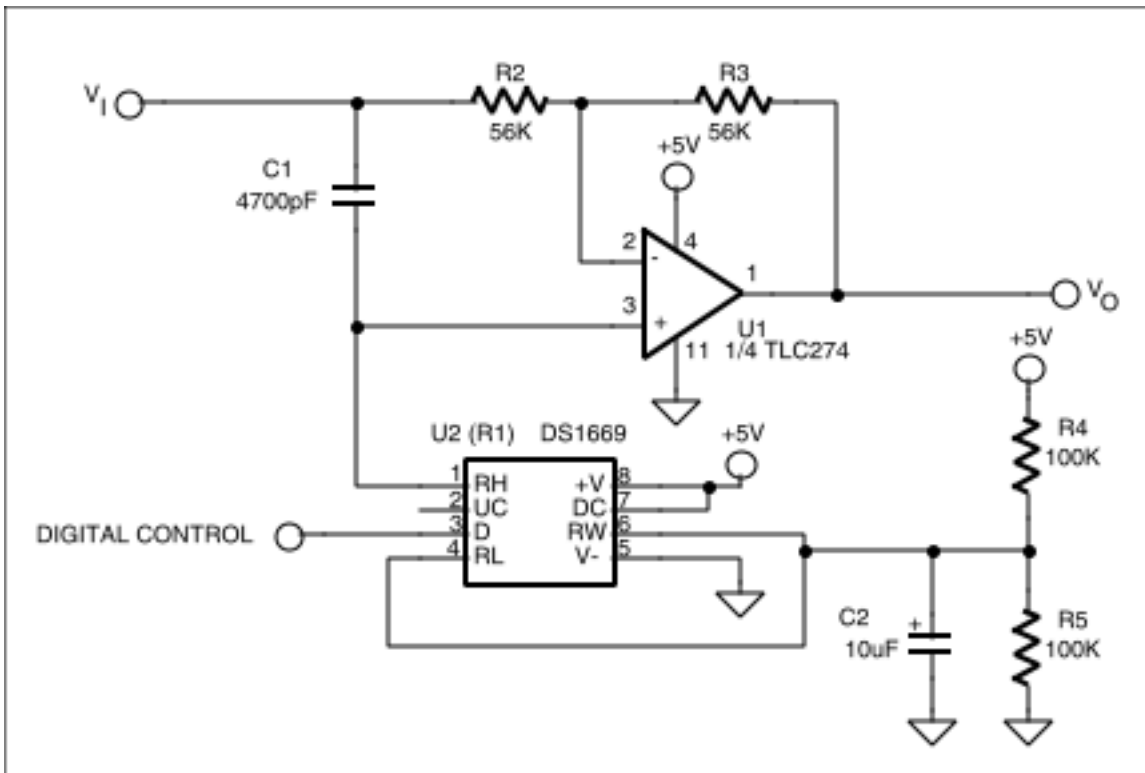 R2
R3
V_I
56K
56K
+5V
C1
4700pF
2
4
-
1
V_O
3
+
U1
11
1/4 TLC274
+5V
U2 (R1)
DS1669
+5V
R4
100K
1
RH
+V
8
2
UC
DC
7
DIGITAL CONTROL
3
D
RW
6
4
RL
V-
5
C2
+
10uF
R5
100K